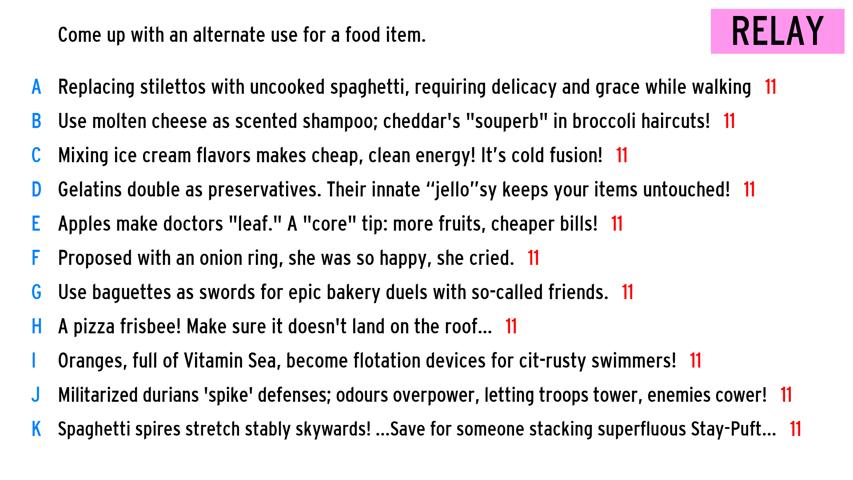 Come up with an alternate use for a food item.
RELAY
A Replacing stilettos with uncooked spaghetti, requiring delicacy and grace while walking 11
B Use molten cheese as scented shampoo; cheddar's "souperb" in broccoli haircuts! 11
C Mixing ice cream flavors makes cheap, clean energy! It’s cold fusion! 11
D Gelatins double as preservatives. Their innate “jello”sy keeps your items untouched! 11
E Apples make doctors "leaf." A "core" tip: more fruits, cheaper bills! 11
F Proposed with an onion ring, she was so happy, she cried. 11
G Use baguettes as swords for epic bakery duels with so-called friends. 11
H A pizza frisbee! Make sure it doesn't land on the roof... 11
I Oranges, full of Vitamin Sea, become flotation devices for cit-rusty swimmers! 11
J Militarized durians 'spike' defenses; odours overpower, letting troops tower, enemies cower! 11
K Spaghetti spires stretch stably skywards! ...Save for someone stacking superfluous Stay-Puft... 11